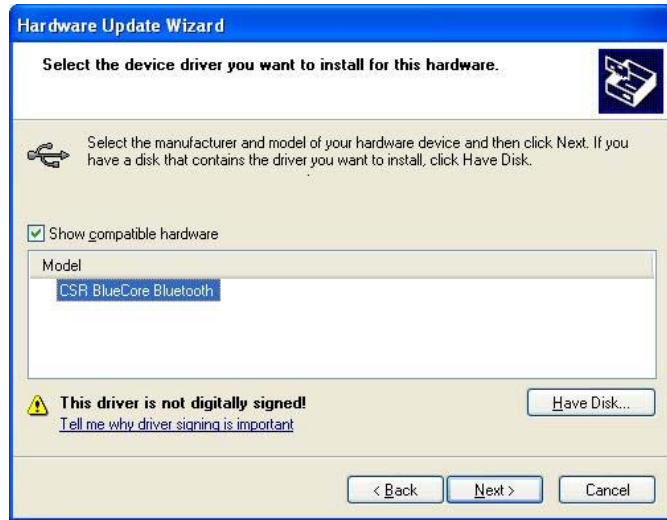 Hardware Update Wizard
Select the device driver you want to install for this hardware.
Select the manufacturer and model of your hardware device and then click Next. If you
have a disk that contains the driver you want to install, click Have Disk.
Show compatible hardware
Model
CSR BlueCore Bluetooth
This driver is not digitally signed!
Tell me why driver signing is important
Have Disk...
< Back
Next >
Cancel